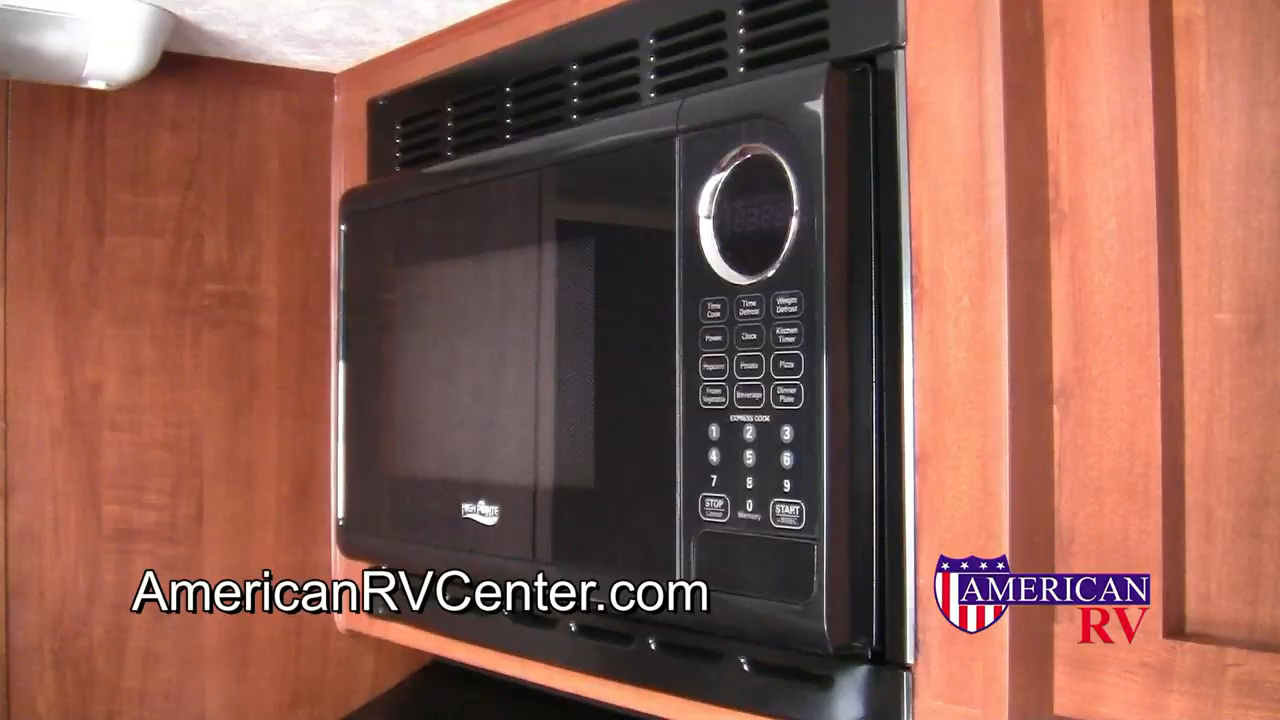 Time Cook
Time Defrost
Weight Defrost
Power
Clock
Kitchen Timer
Popcorn
Potato
Pizza
Frozen Vegetable
Beverage
Dinner Plate
EXPRESS COOK
1 2 3
4 5 6
7 8 9
STOP Cancel
0 Memory
START +30SEC
HIGH POINTE
AmericanRVCenter.com
AMERICAN
RV